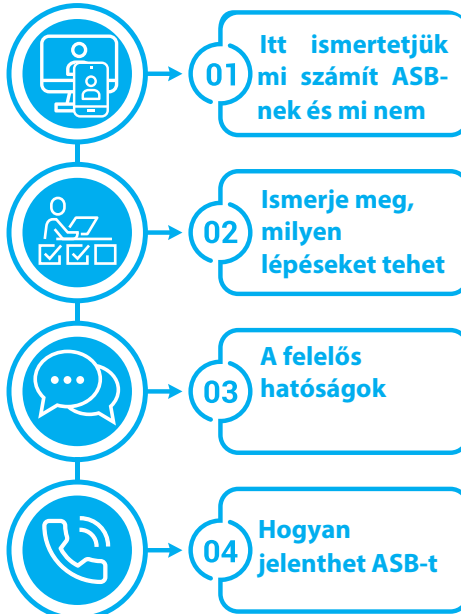 01
Itt ismertetjük
mi számít ASB-
nek és mi nem
02
Ismerje meg,
milyen
lépéseket tehet
03
A felelős
hatóságok
04
Hogyan
jelenthet ASB-t